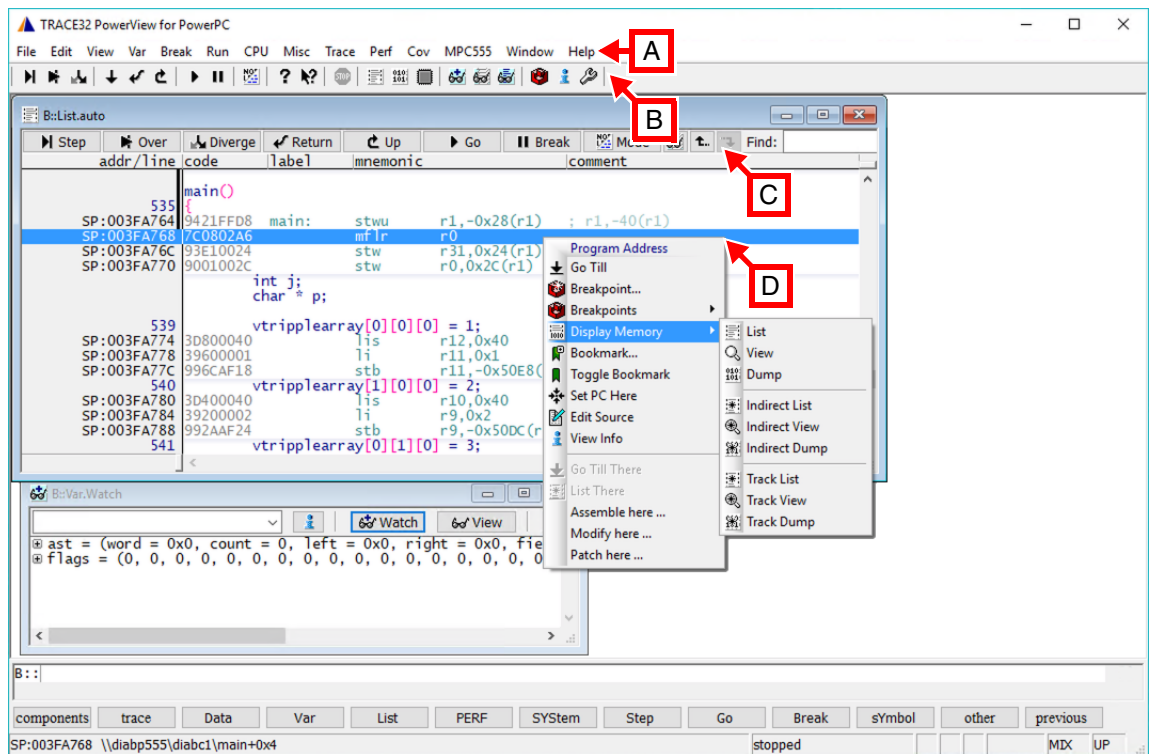 TRACE32 PowerView for PowerPC
File Edit View Var Break Run CPU Misc Trace Perf Cov MPC555 Window Help
A
B
B::List.auto
Step Over Diverge Return Up Go Break Mode Find:
addr/line code label mnemonic comment
C
main()
535 {
SP:003FA764 9421FFD8 main: stwu r1,-0x28(r1) ; r1,-40(r1)
SP:003FA768 7C0802A6 mflr r0
SP:003FA76C 93E10024 stw r31,0x24(r1)
SP:003FA770 9001002C stw r0,0x2C(r1)
int j;
char * p;
539 vtripplearray[0][0][0] = 1;
SP:003FA774 3D800040 lis r12,0x40
SP:003FA778 39600001 li r11,0x1
SP:003FA77C 996CAF18 stb r11,-0x50E8(
540 vtripplearray[1][0][0] = 2;
SP:003FA780 3D400040 lis r10,0x40
SP:003FA784 39200002 li r9,0x2
SP:003FA788 992AAF24 stb r9,-0x50DC(r
541 vtripplearray[0][1][0] = 3;
D
Program Address
Go Till
Breakpoint...
Breakpoints
Display Memory
Bookmark...
Toggle Bookmark
Set PC Here
Edit Source
View Info
Go Till There
List There
Assemble here ...
Modify here ...
Patch here ...
List
View
Dump
Indirect List
Indirect View
Indirect Dump
Track List
Track View
Track Dump
B::Var.Watch
Watch View
ast = (word = 0x0, count = 0, left = 0x0, right = 0x0, fie
flags = (0, 0, 0, 0, 0, 0, 0, 0, 0, 0, 0, 0, 0, 0, 0
B::
components trace Data Var List PERF SYStem Step Go Break sYmbol other previous
SP:003FA768 \\diabp555\diabc1\main+0x4 stopped MIX UP